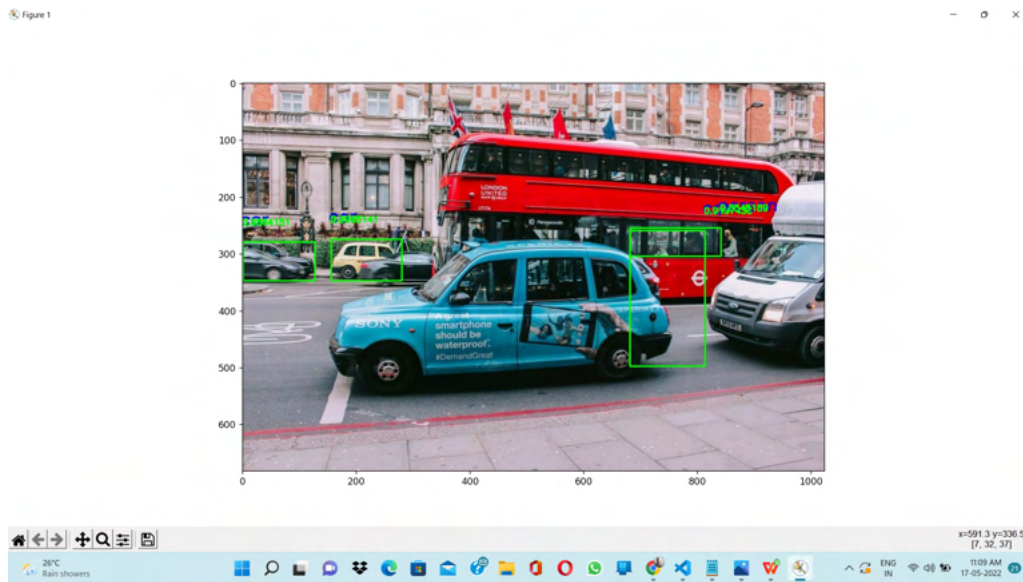 Figure 1
0
100
200
300
400
500
600
0
200
400
600
800
1000
LONDON
UNITED
SONY
A great
smartphone
should be
waterproof.
#DemandGreat
x=591.3 y=336.5
[7, 32, 37]
26°C
Rain showers
ENG
IN
11:09 AM
17-05-2022